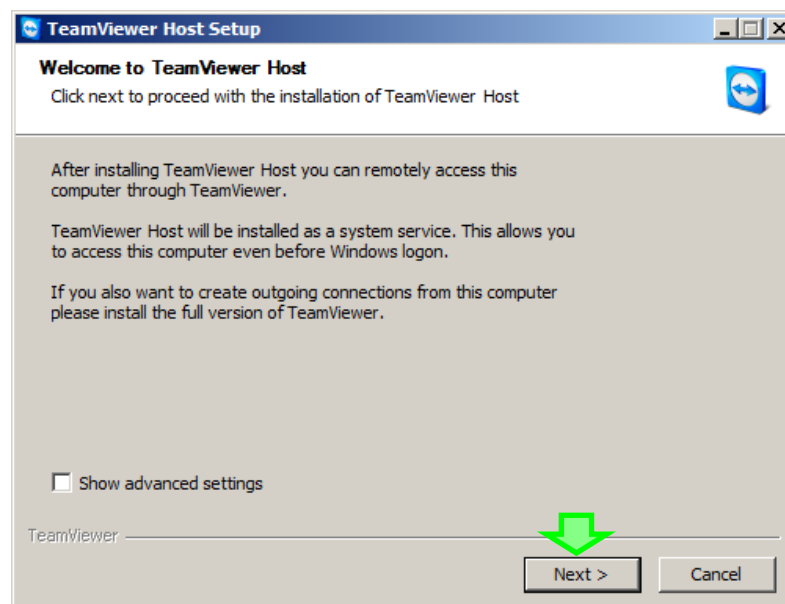 TeamViewer Host Setup
Welcome to TeamViewer Host
Click next to proceed with the installation of TeamViewer Host
After installing TeamViewer Host you can remotely access this
computer through TeamViewer.
TeamViewer Host will be installed as a system service. This allows you
to access this computer even before Windows logon.
If you also want to create outgoing connections from this computer
please install the full version of TeamViewer.
Show advanced settings
TeamViewer
Next >
Cancel